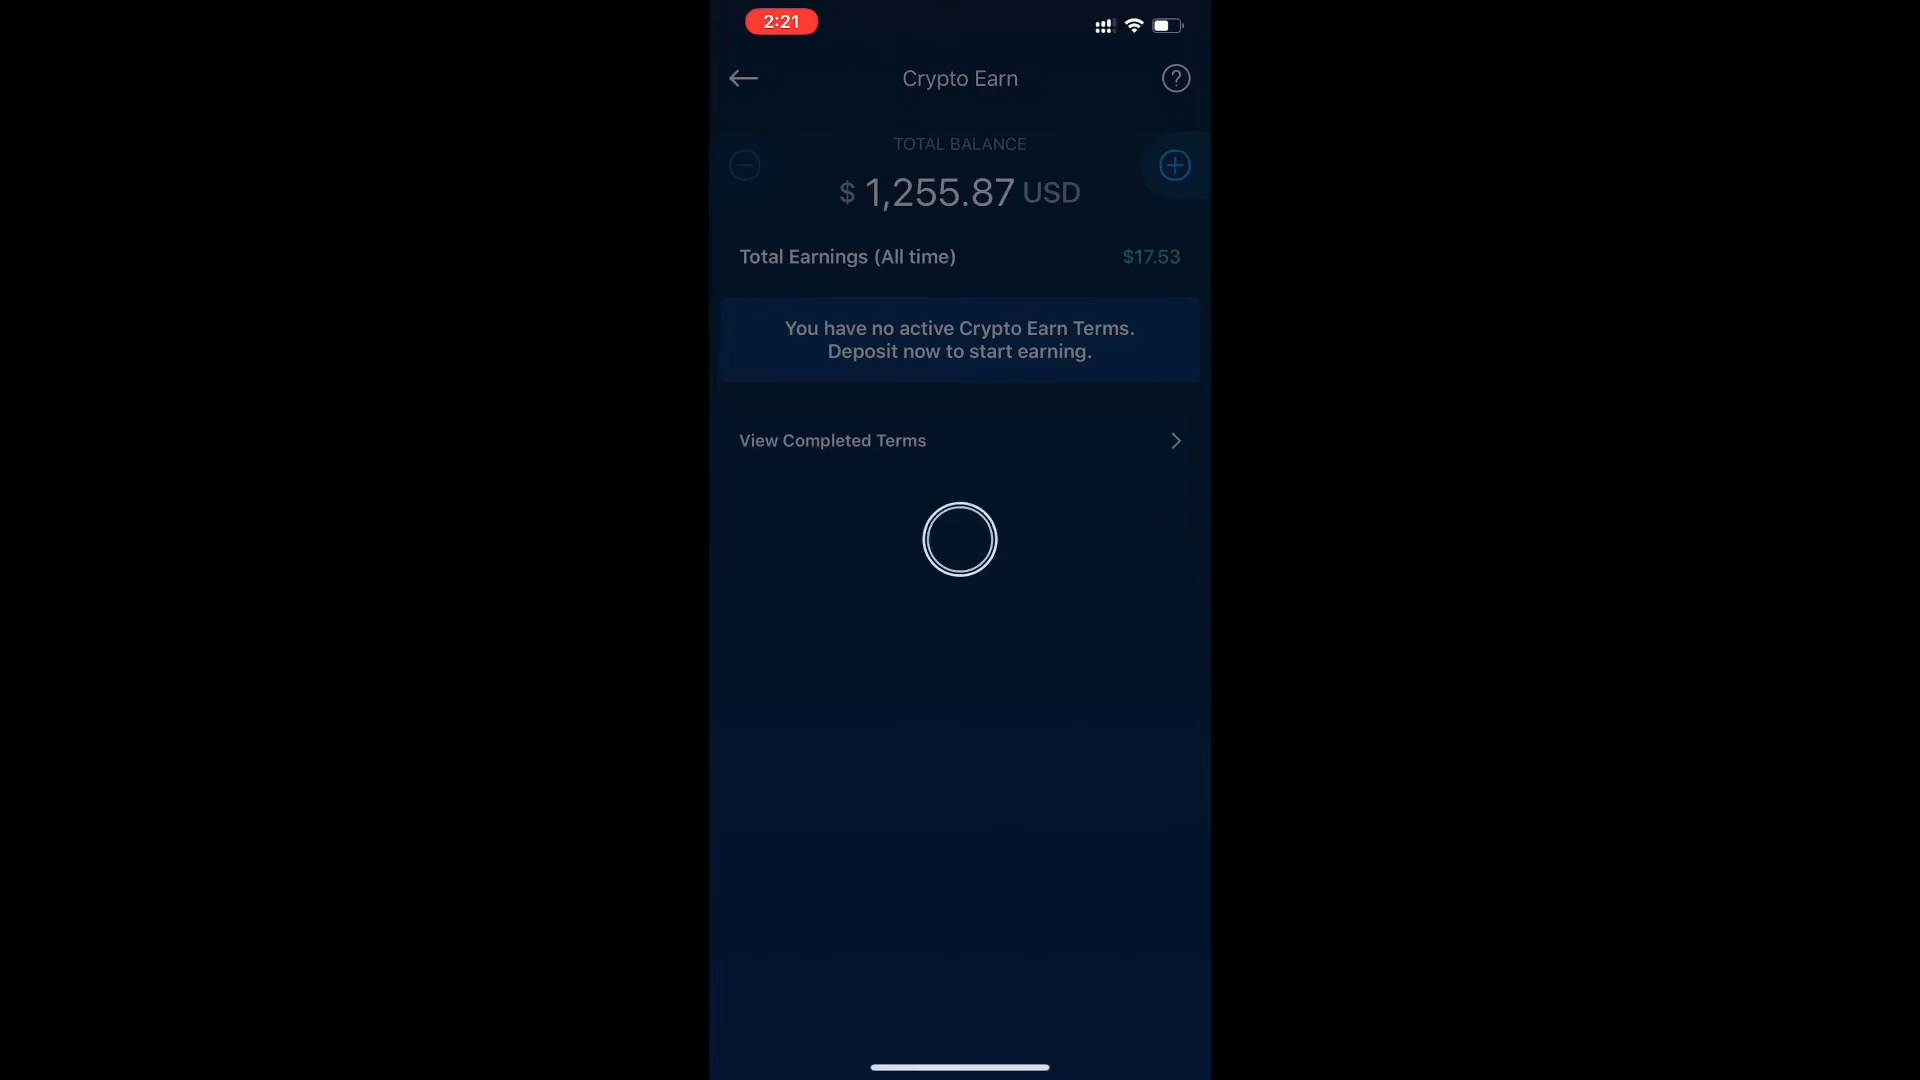 2:21
Crypto Earn
?
TOTAL BALANCE
$ 1,255.87 USD
Total Earnings (All time) $17.53
You have no active Crypto Earn Terms.
Deposit now to start earning.
View Completed Terms